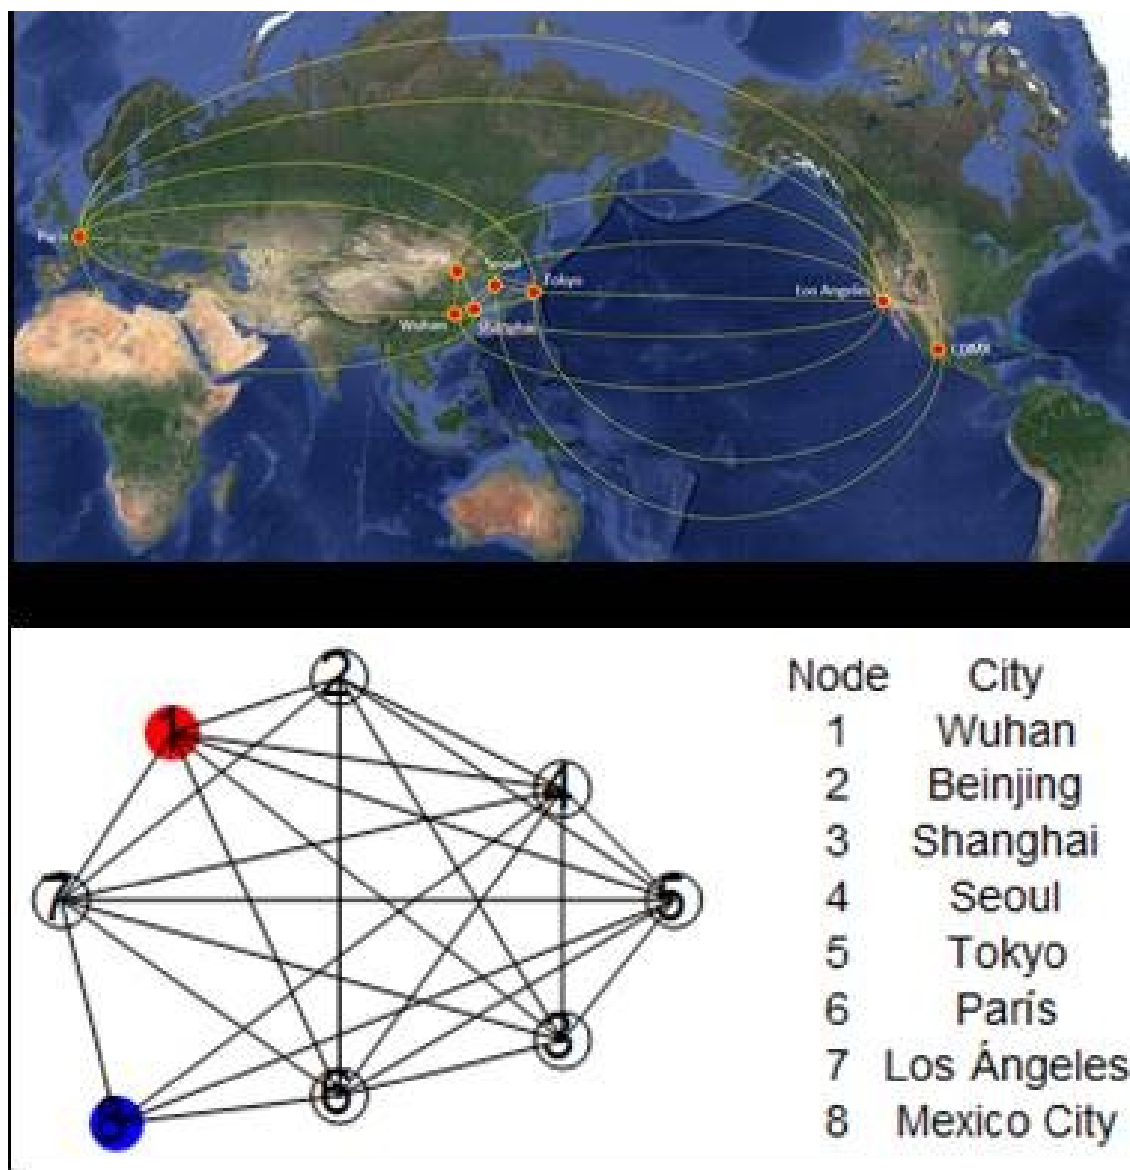 Seoul
Tokyo
Los Angeles
Wuhan
Shanghai
CDMX
Node City
1 Wuhan
2 Beinjing
3 Shanghai
4 Seoul
5 Tokyo
6 París
7 Los Ángeles
8 Mexico City
2
1
4
7
5
3
6
8